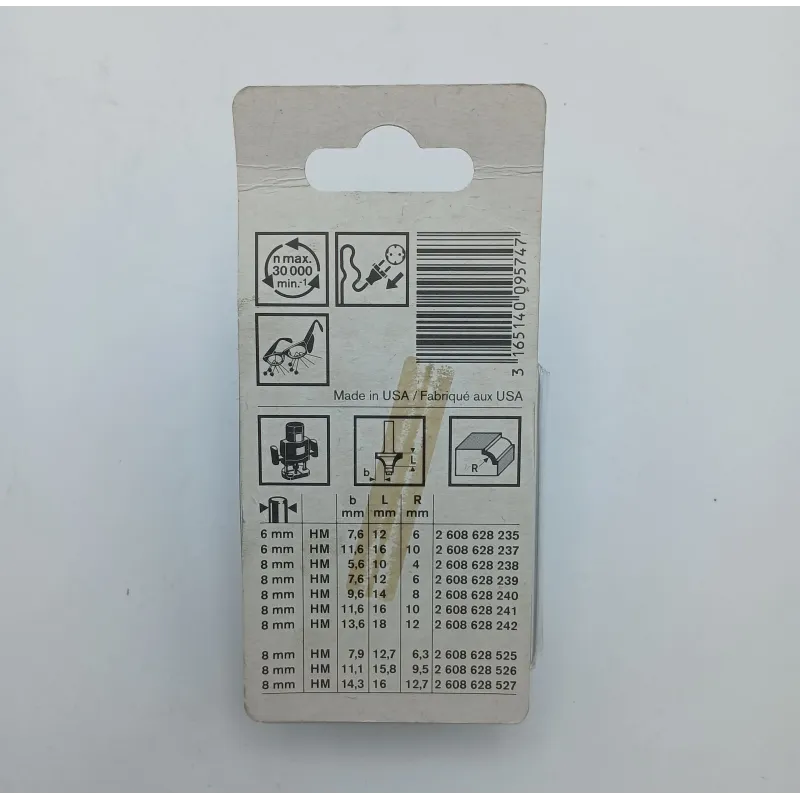 n max.
30 000
min.-1
3 165140 095747
Made in USA / Fabriqué aux USA
b
L
R
b L R
mm mm mm
6 mm HM 7,6 12 6 2 608 628 235
6 mm HM 11,6 16 10 2 608 628 237
8 mm HM 5,6 10 4 2 608 628 238
8 mm HM 7,6 12 6 2 608 628 239
8 mm HM 9,6 14 8 2 608 628 240
8 mm HM 11,6 16 10 2 608 628 241
8 mm HM 13,6 18 12 2 608 628 242
8 mm HM 7,9 12,7 6,3 2 608 628 525
8 mm HM 11,1 15,8 9,5 2 608 628 526
8 mm HM 14,3 16 12,7 2 608 628 527